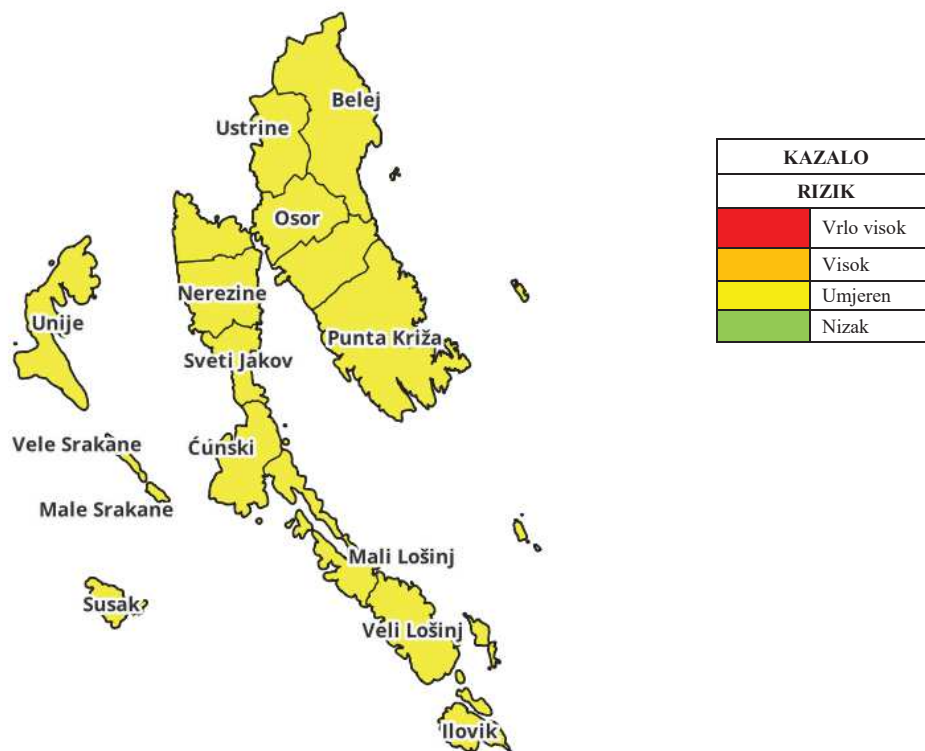 Belej
Ustrine
KAZALO
RIZIK
Osor
Vrlo visok
Visok
Nerezine
Umjeren
Unije
Nizak
Punta Križa
Sveti Jakov
Vele Srakane
Ćunski
Male Srakane
Mali Lošinj
Susak
Veli Lošinj
Ilovik